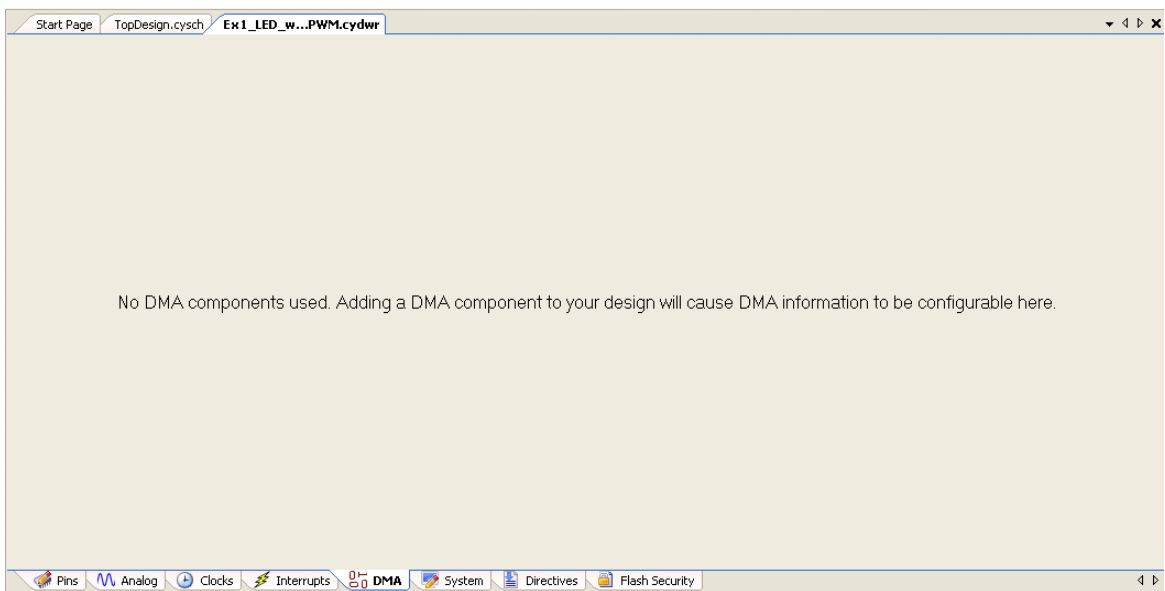 Start Page TopDesign.cysch Ex1_LED_w...PWM.cydwr
No DMA components used. Adding a DMA component to your design will cause DMA information to be configurable here.
Pins Analog Clocks Interrupts DMA System Directives Flash Security